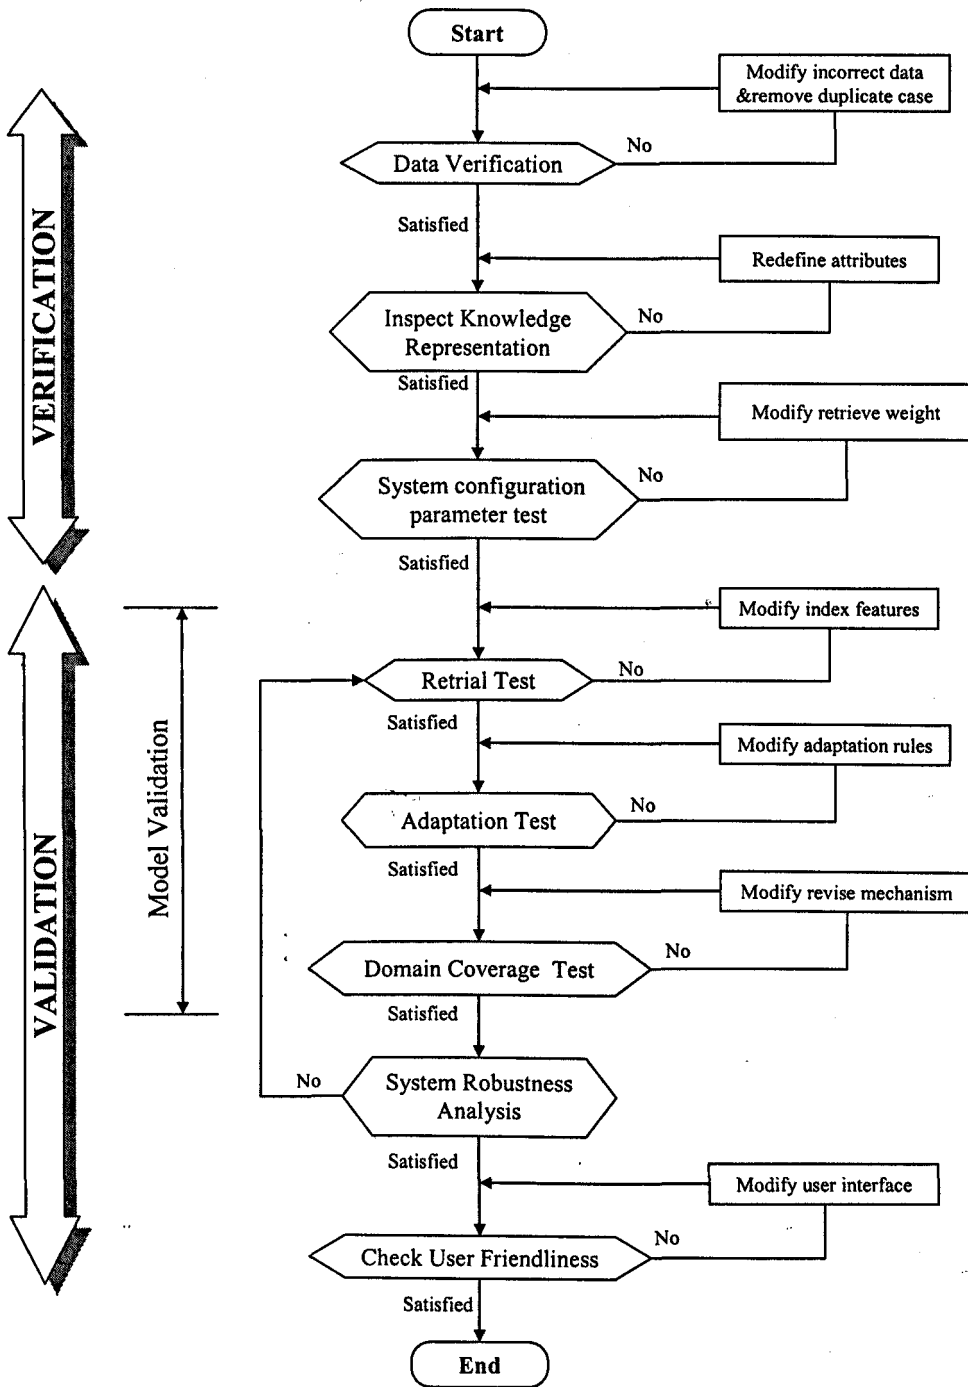 Start
Modify incorrect data
&remove duplicate case
No
Data Verification
Satisfied
Redefine attributes
No
Inspect Knowledge
Representation
Satisfied
Modify retrieve weight
No
System configuration
parameter test
Satisfied
VERIFICATION
Modify index features
No
Retrial Test
Satisfied
Modify adaptation rules
No
Adaptation Test
Satisfied
Modify revise mechanism
No
Domain Coverage Test
Satisfied
Model Validation
VALIDATION
No
System Robustness
Analysis
Satisfied
Modify user interface
No
Check User Friendliness
Satisfied
End